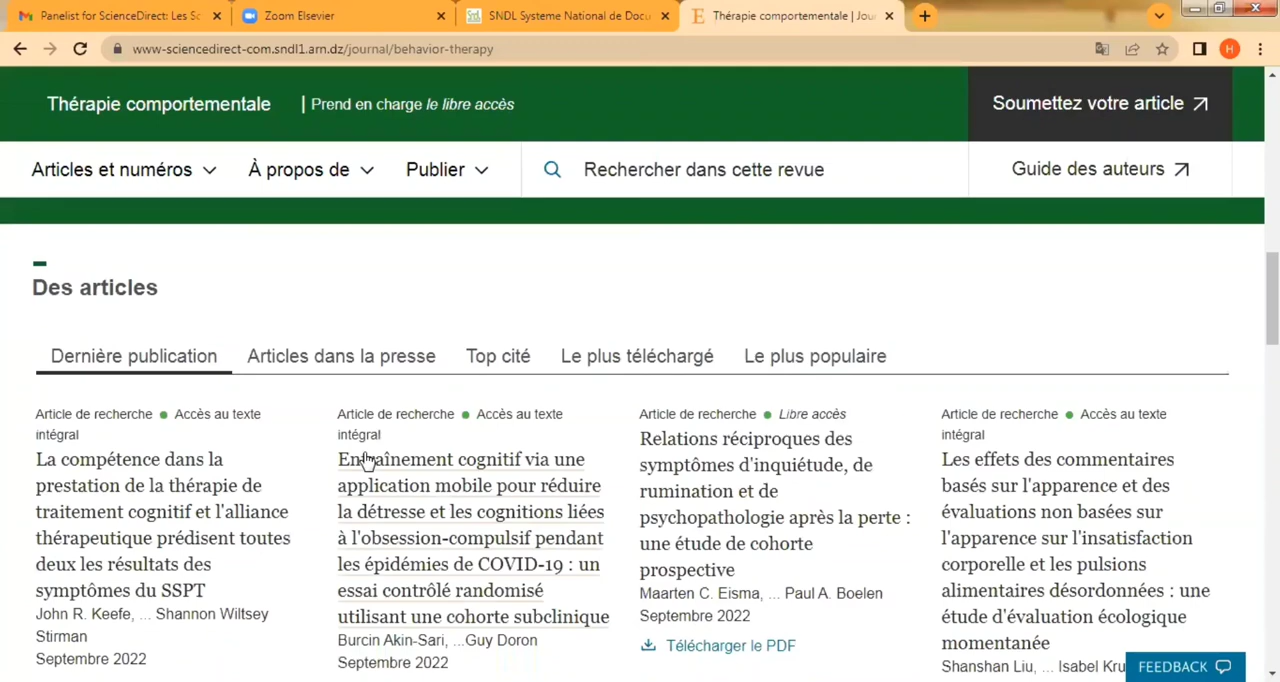 Panelist for ScienceDirect: Les Sc
Zoom Elsevier
SNDL Systeme National de Docu
Thérapie comportementale | Jour
www-sciencedirect-com.sndl1.arn.dz/journal/behavior-therapy
H
Thérapie comportementale | Prend en charge le libre accès
Soumettez votre article
Articles et numéros
À propos de
Publier
Rechercher dans cette revue
Guide des auteurs
Des articles
Dernière publication
Articles dans la presse
Top cité
Le plus téléchargé
Le plus populaire
Article de recherche ● Accès au texte
intégral
La compétence dans la
prestation de la thérapie de
traitement cognitif et l'alliance
thérapeutique prédisent toutes
deux les résultats des
symptômes du SSPT
John R. Keefe, ... Shannon Wiltsey
Stirman
Septembre 2022
Article de recherche ● Accès au texte
intégral
Entraînement cognitif via une
application mobile pour réduire
la détresse et les cognitions liées
à l'obsession-compulsif pendant
les épidémies de COVID-19 : un
essai contrôlé randomisé
utilisant une cohorte subclinique
Burcin Akin-Sari, ...Guy Doron
Septembre 2022
Article de recherche ● Libre accès
Relations réciproques des
symptômes d'inquiétude, de
rumination et de
psychopathologie après la perte :
une étude de cohorte
prospective
Maarten C. Eisma, ... Paul A. Boelen
Septembre 2022
Télécharger le PDF
Article de recherche ● Accès au texte
intégral
Les effets des commentaires
basés sur l'apparence et des
évaluations non basées sur
l'apparence sur l'insatisfaction
corporelle et les pulsions
alimentaires désordonnées : une
étude d'évaluation écologique
momentanée
Shanshan Liu, ... Isabel Kru
FEEDBACK